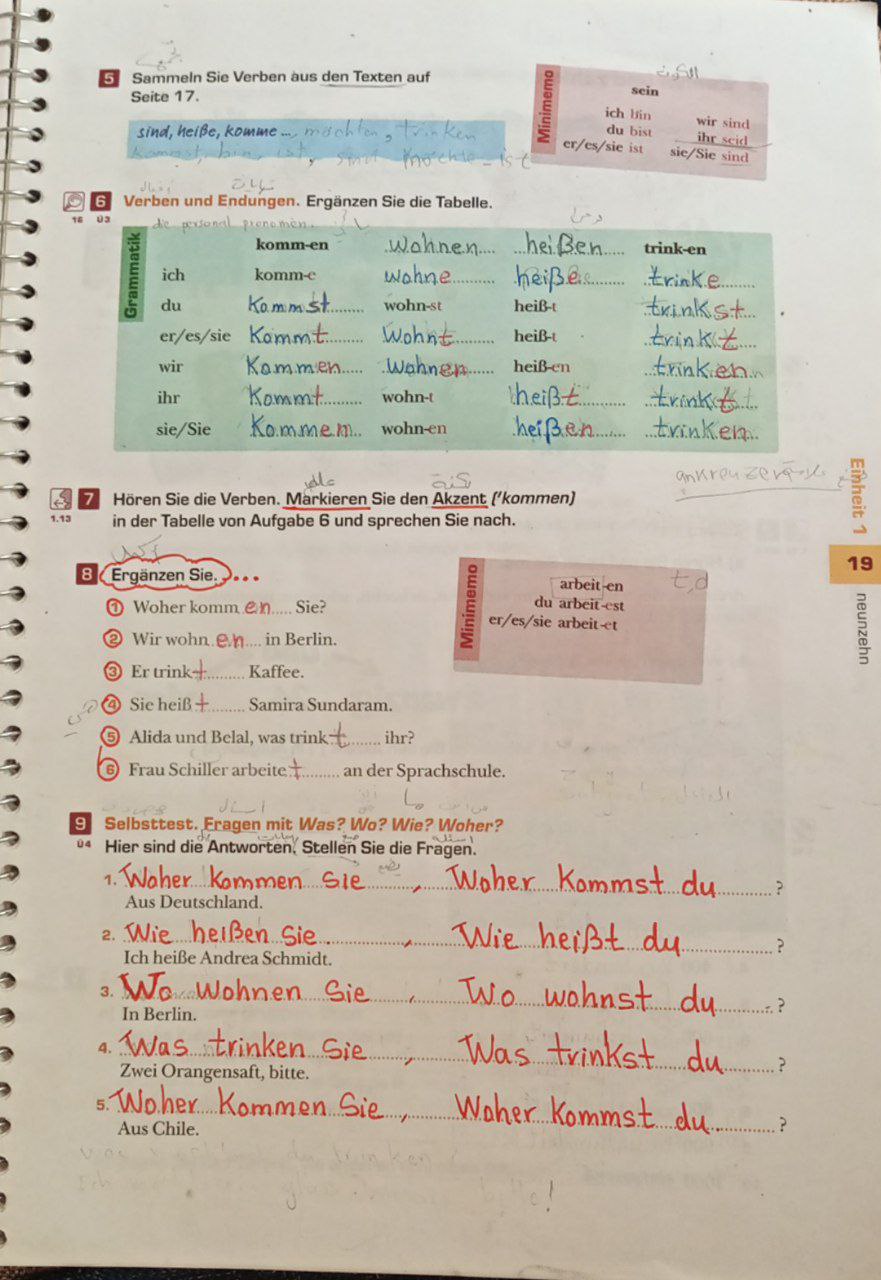 5 Sammeln Sie Verben aus den Texten auf
Seite 17.
sind, heiße, komme ..., möchten, trinken
kommst, bin, ist, sind möchte - ist
Minimemo
sein
ich bin wir sind
du bist ihr seid
er/es/sie ist sie/Sie sind
الكون
6 Verben und Endungen. Ergänzen Sie die Tabelle.
16 Ü3
die personal pronomen.
Grammatik
komm-en wohnen heißen trink-en
ich komm-e wohne heiße trinke
du kommst wohn-st heiß-t trinkst
er/es/sie kommt wohnt heiß-t trinkt
wir kommen wohnen heiß-en trinken
ihr kommt wohn-t heißt trinkt
sie/Sie kommen wohn-en heißen trinken
7 Hören Sie die Verben. Markieren Sie den Akzent ('kommen)
1.13 in der Tabelle von Aufgabe 6 und sprechen Sie nach.
Einheit 1
19
neunzehn
8 Ergänzen Sie. ...
1 Woher komm en Sie?
2 Wir wohn en in Berlin.
3 Er trink t Kaffee.
4 Sie heiß t Samira Sundaram.
5 Alida und Belal, was trink t ihr?
6 Frau Schiller arbeite t an der Sprachschule.
Minimemo
arbeit-en t,d
du arbeit-est
er/es/sie arbeit-et
9 Selbsttest. Fragen mit Was? Wo? Wie? Woher?
Ü4 Hier sind die Antworten. Stellen Sie die Fragen.
1. Woher kommen Sie, Woher kommst du ?
Aus Deutschland.
2. Wie heißen Sie, Wie heißt du ?
Ich heiße Andrea Schmidt.
3. Wo wohnen Sie, Wo wohnst du ?
In Berlin.
4. Was trinken Sie, Was trinkst du ?
Zwei Orangensaft, bitte.
5. Woher kommen Sie, Woher kommst du ?
Aus Chile.